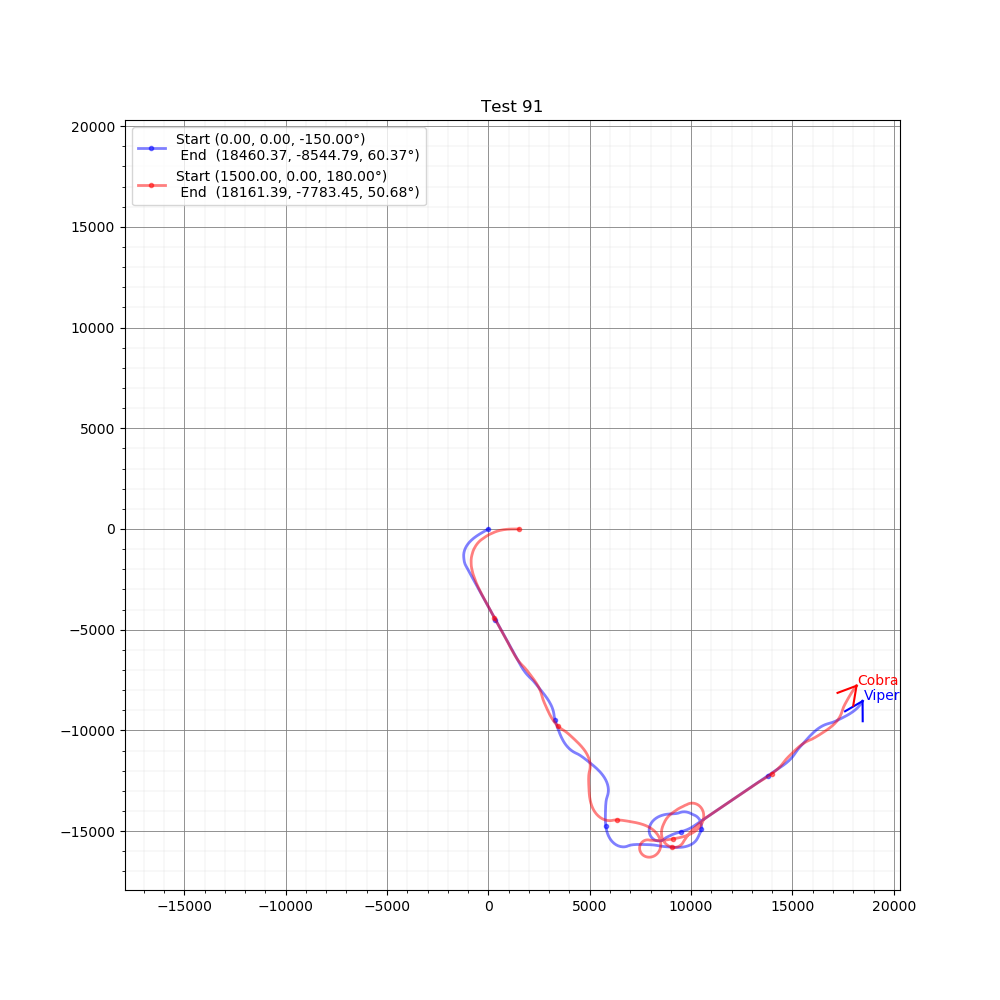 Test 91
Start (0.00, 0.00, -150.00°)
End (18460.37, -8544.79, 60.37°)
Start (1500.00, 0.00, 180.00°)
End (18161.39, -7783.45, 50.68°)
20000
15000
10000
5000
0
−5000
−10000
−15000
Cobra
Viper
−15000 −10000 −5000 0 5000 10000 15000 20000